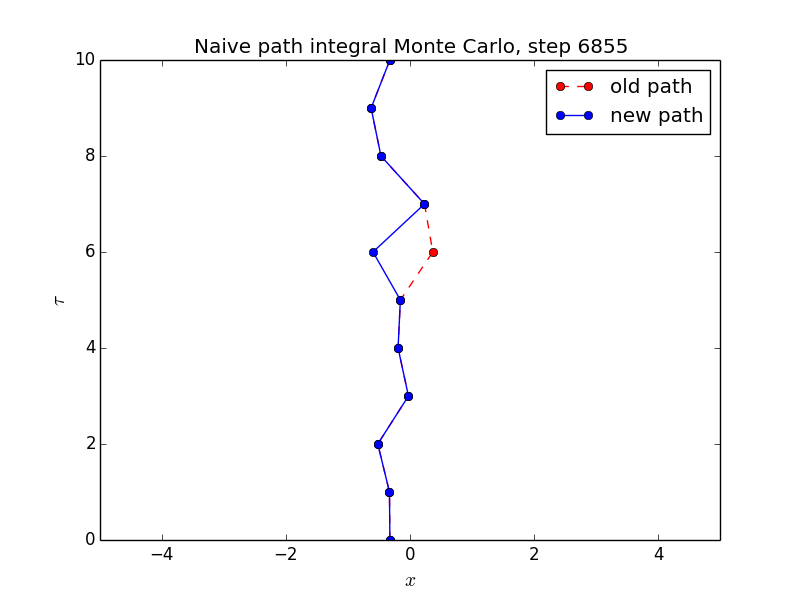 Naive path integral Monte Carlo, step 6855
old path
new path
10
8
6
4
2
0
τ
−4
−2
0
2
4
x